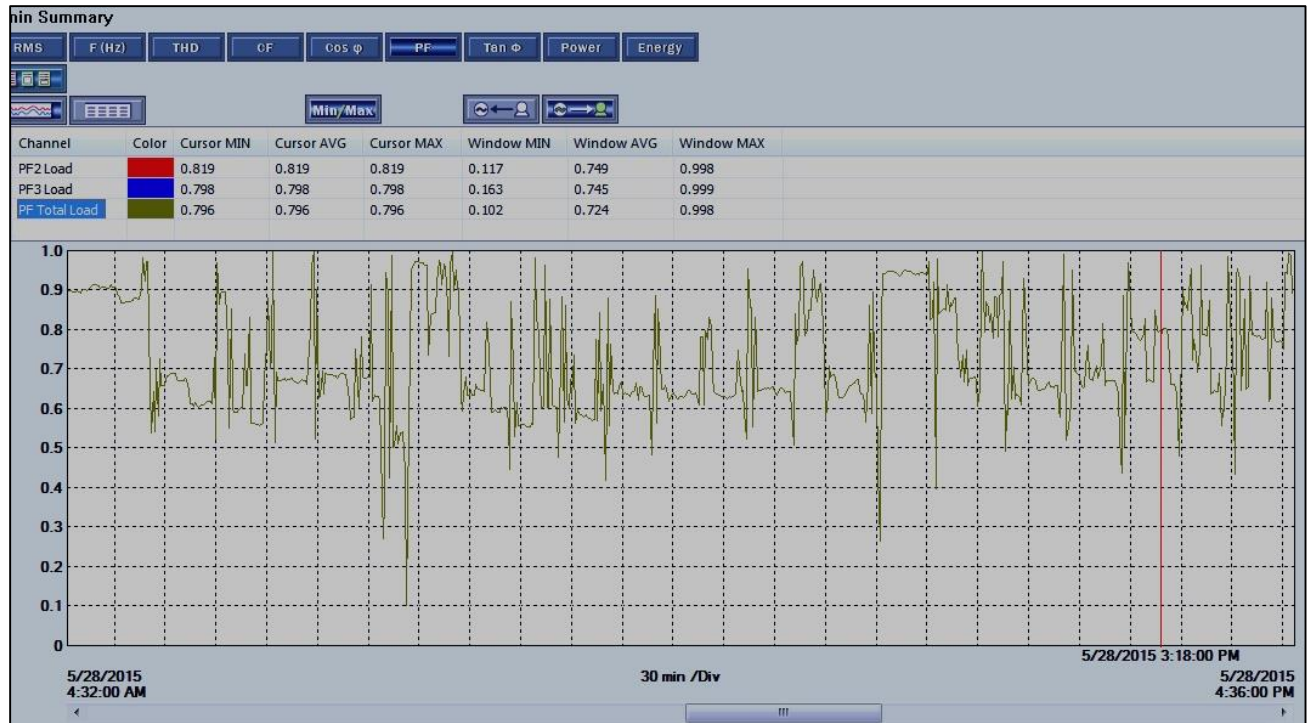 nin Summary
RMS F (Hz) THD CF Cos φ PF Tan Φ Power Energy
Min/Max
Channel Color Cursor MIN Cursor AVG Cursor MAX Window MIN Window AVG Window MAX
PF2 Load 0.819 0.819 0.819 0.117 0.749 0.998
PF3 Load 0.798 0.798 0.798 0.163 0.745 0.999
PF Total Load 0.796 0.796 0.796 0.102 0.724 0.998
1.0
0.9
0.8
0.7
0.6
0.5
0.4
0.3
0.2
0.1
0
5/28/2015 3:18:00 PM
5/28/2015 30 min /Div 5/28/2015
4:32:00 AM 4:36:00 PM